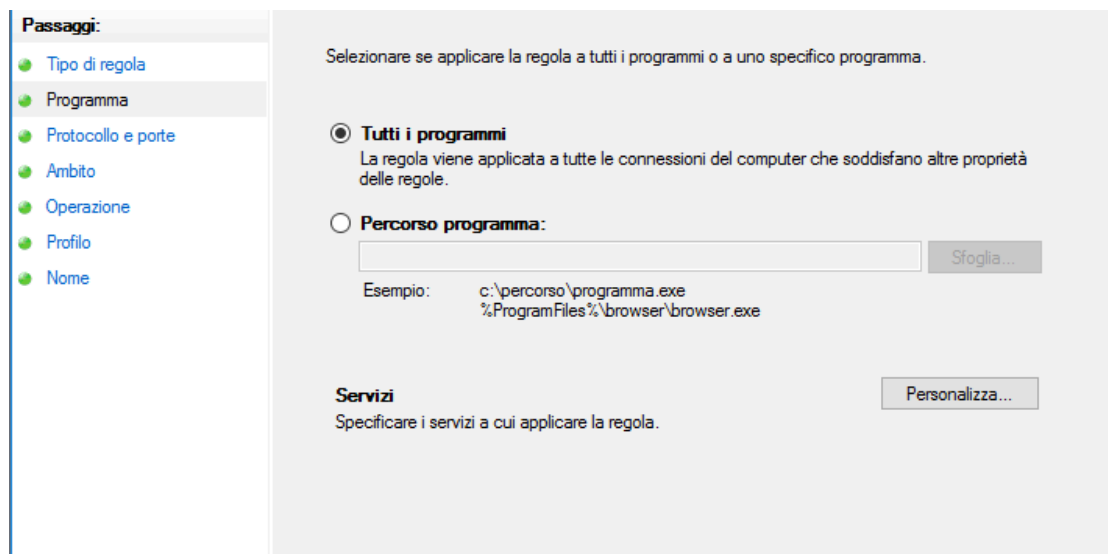 Passaggi:
Tipo di regola
Programma
Protocollo e porte
Ambito
Operazione
Profilo
Nome
Selezionare se applicare la regola a tutti i programmi o a uno specifico programma.
Tutti i programmi
La regola viene applicata a tutte le connessioni del computer che soddisfano altre proprietà
delle regole.
Percorso programma:
Sfoglia...
Esempio: c:\percorso\programma.exe
%ProgramFiles%\browser\browser.exe
Servizi
Personalizza...
Specificare i servizi a cui applicare la regola.